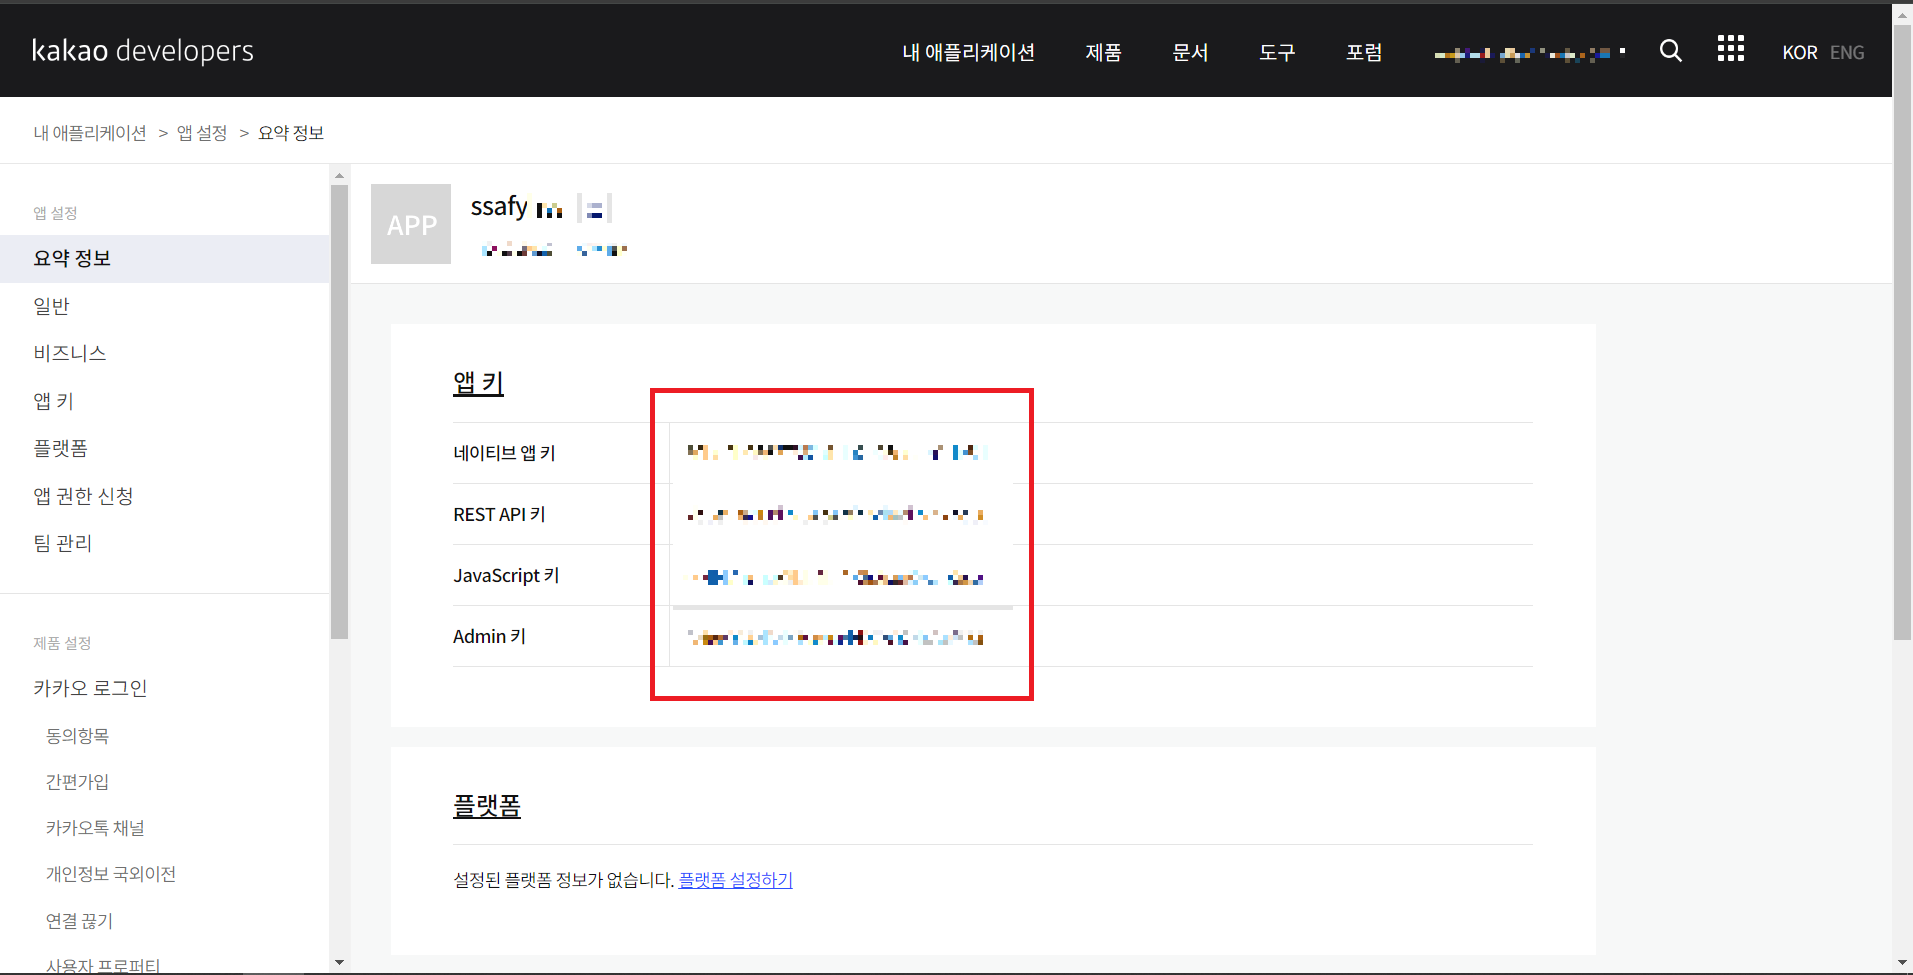 kakao developers
내 애플리케이션 제품 문서 도구 포럼 KOR ENG
내 애플리케이션 > 앱 설정 > 요약 정보
앱 설정
요약 정보
일반
비즈니스
앱 키
플랫폼
앱 권한 신청
팀 관리
제품 설정
카카오 로그인
동의항목
간편가입
카카오톡 채널
개인정보 국외이전
연결 끊기
사용자 프로퍼티
APP
ssafy
앱 키
네이티브 앱 키
REST API 키
JavaScript 키
Admin 키
플랫폼
설정된 플랫폼 정보가 없습니다. 플랫폼 설정하기